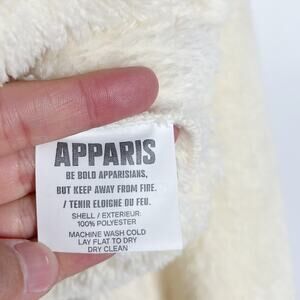 APPARIS
BE BOLD APPARISIANS,
BUT KEEP AWAY FROM FIRE.
/ TENIR ELOIGNE DU FEU.
SHELL / EXTERIEUR:
100% POLYESTER
MACHINE WASH COLD
LAY FLAT TO DRY
DRY CLEAN